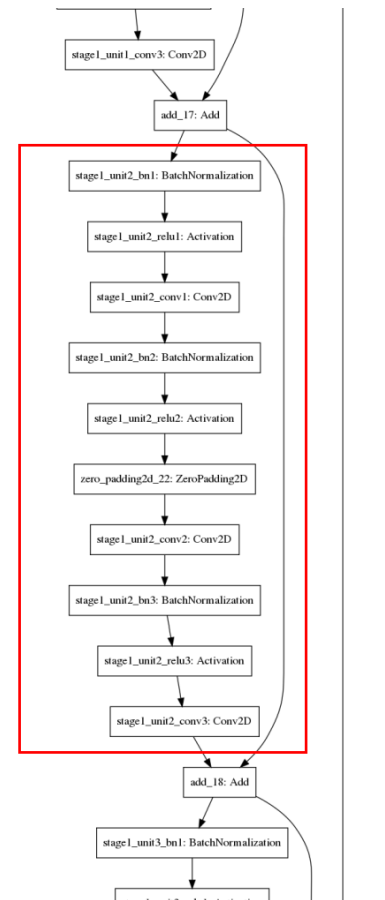 stage1_unit1_conv3: Conv2D
add_17: Add
stage1_unit2_bn1: BatchNormalization
stage1_unit2_relu1: Activation
stage1_unit2_conv1: Conv2D
stage1_unit2_bn2: BatchNormalization
stage1_unit2_relu2: Activation
zero_padding2d_22: ZeroPadding2D
stage1_unit2_conv2: Conv2D
stage1_unit2_bn3: BatchNormalization
stage1_unit2_relu3: Activation
stage1_unit2_conv3: Conv2D
add_18: Add
stage1_unit3_bn1: BatchNormalization